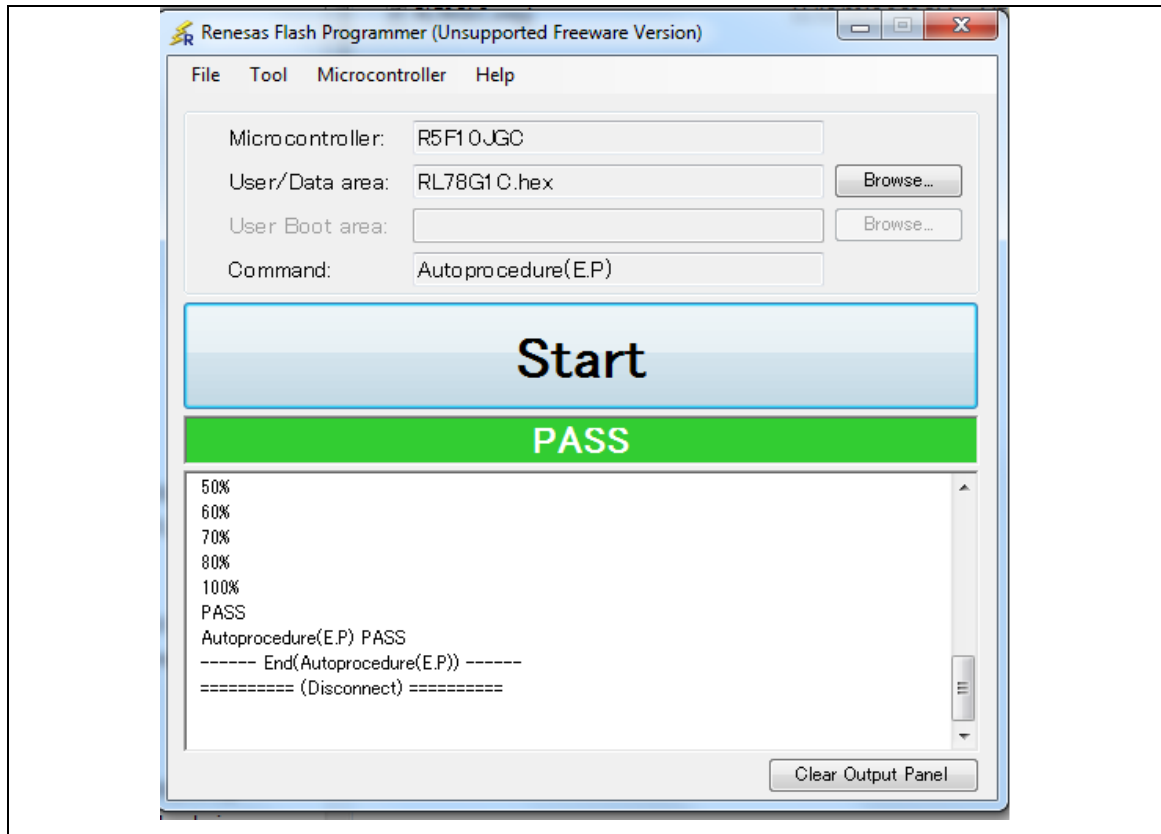 Renesas Flash Programmer (Unsupported Freeware Version)
File Tool Microcontroller Help
Microcontroller: R5F10JGC
User/Data area: RL78G1C.hex Browse...
User Boot area: Browse...
Command: Autoprocedure(E.P)
Start
PASS
50%
60%
70%
80%
100%
PASS
Autoprocedure(E.P) PASS
------ End(Autoprocedure(E.P)) ------
========== (Disconnect) ==========
Clear Output Panel